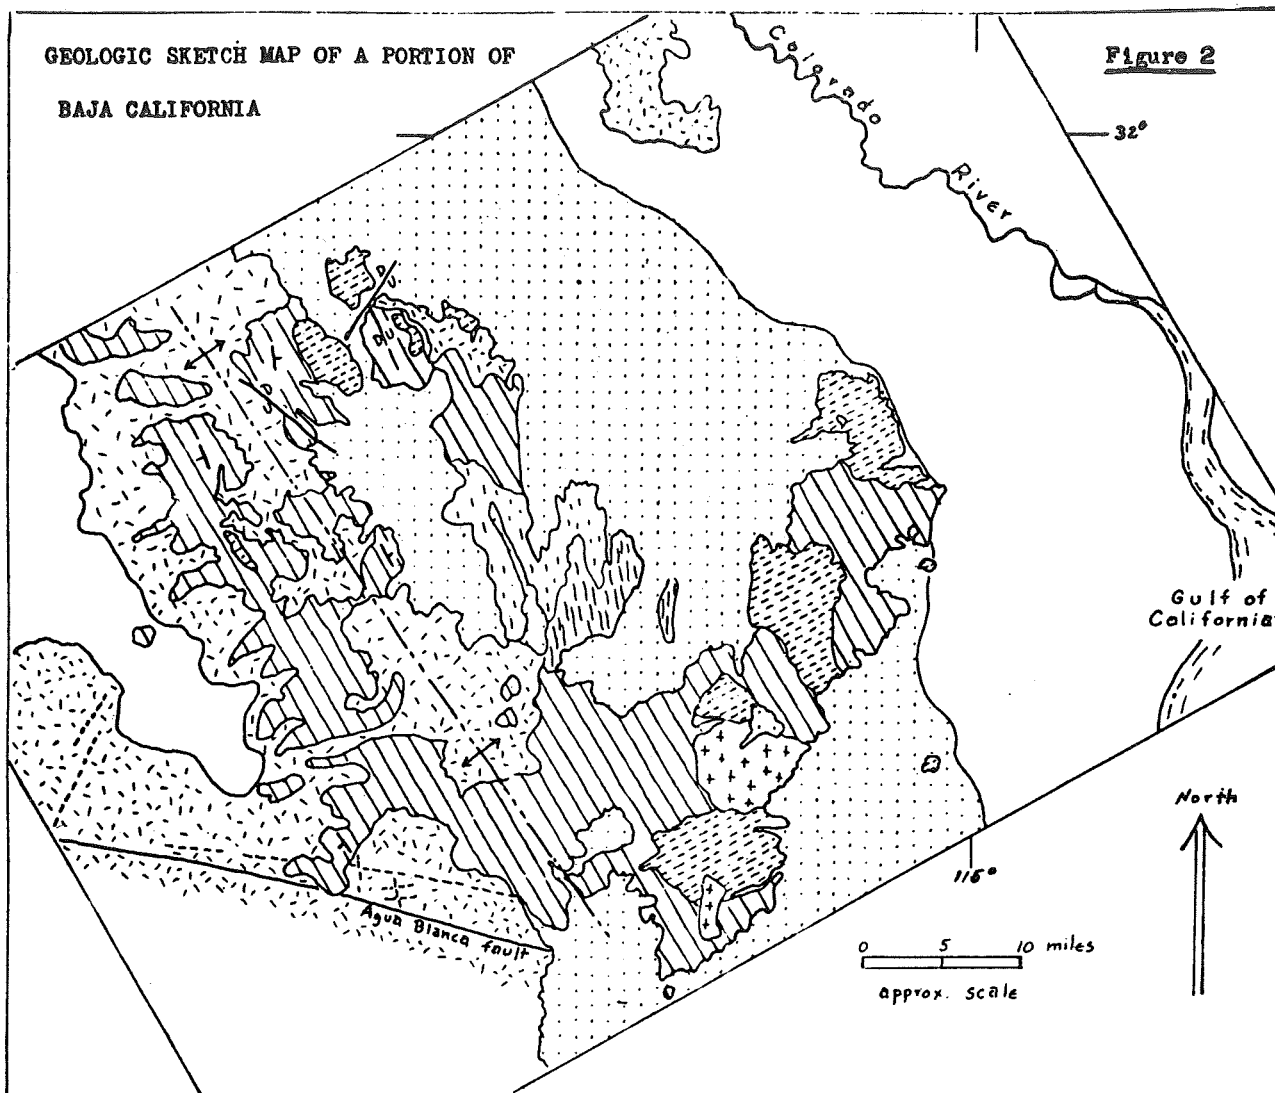 GEOLOGIC SKETCH MAP OF A PORTION OF
BAJA CALIFORNIA
Figure 2
Colorado
River
32°
D
U
D
U
D
U
Gulf of
California
North
115°
Agua Blanca fault
0 5 10 miles
approx. scale